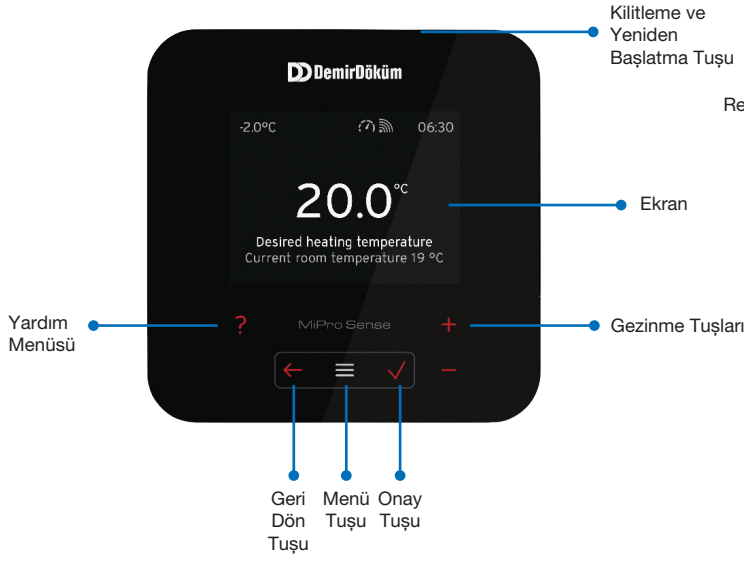 Kilitleme ve
Yeniden
Başlatma Tuşu
Re
DemirDöküm
-2.0°C 06:30
20.0°C
Ekran
Desired heating temperature
Current room temperature 19 °C
Yardım
Menüsü
?
MiPro Sense
+
Gezinme Tuşları
−
Geri
Dön
Tuşu
Menü
Tuşu
Onay
Tuşu